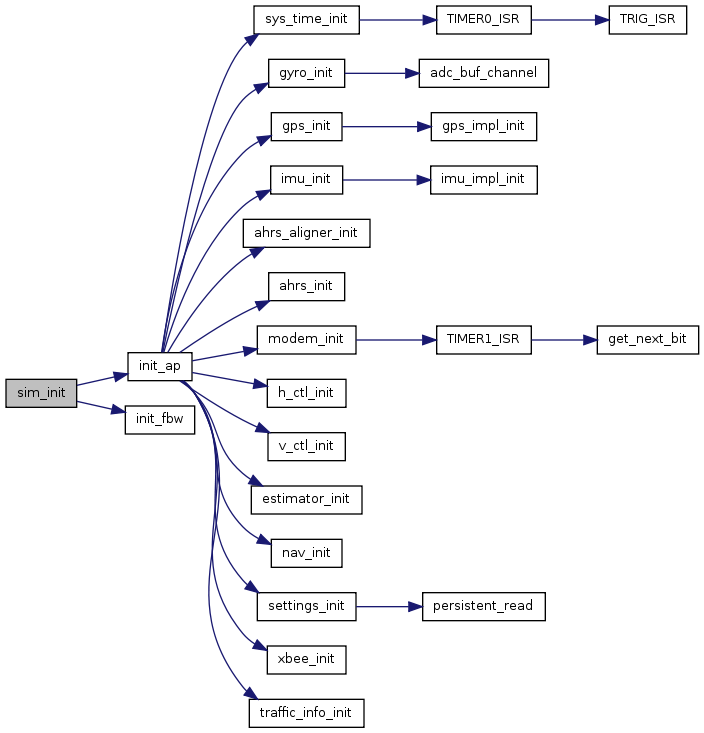 sys_time_init TIMER0_ISR TRIG_ISR
gyro_init adc_buf_channel
gps_init gps_impl_init
imu_init imu_impl_init
ahrs_aligner_init
ahrs_init
modem_init TIMER1_ISR get_next_bit
init_ap
sim_init h_ctl_init
init_fbw
v_ctl_init
estimator_init
nav_init
settings_init persistent_read
xbee_init
traffic_info_init